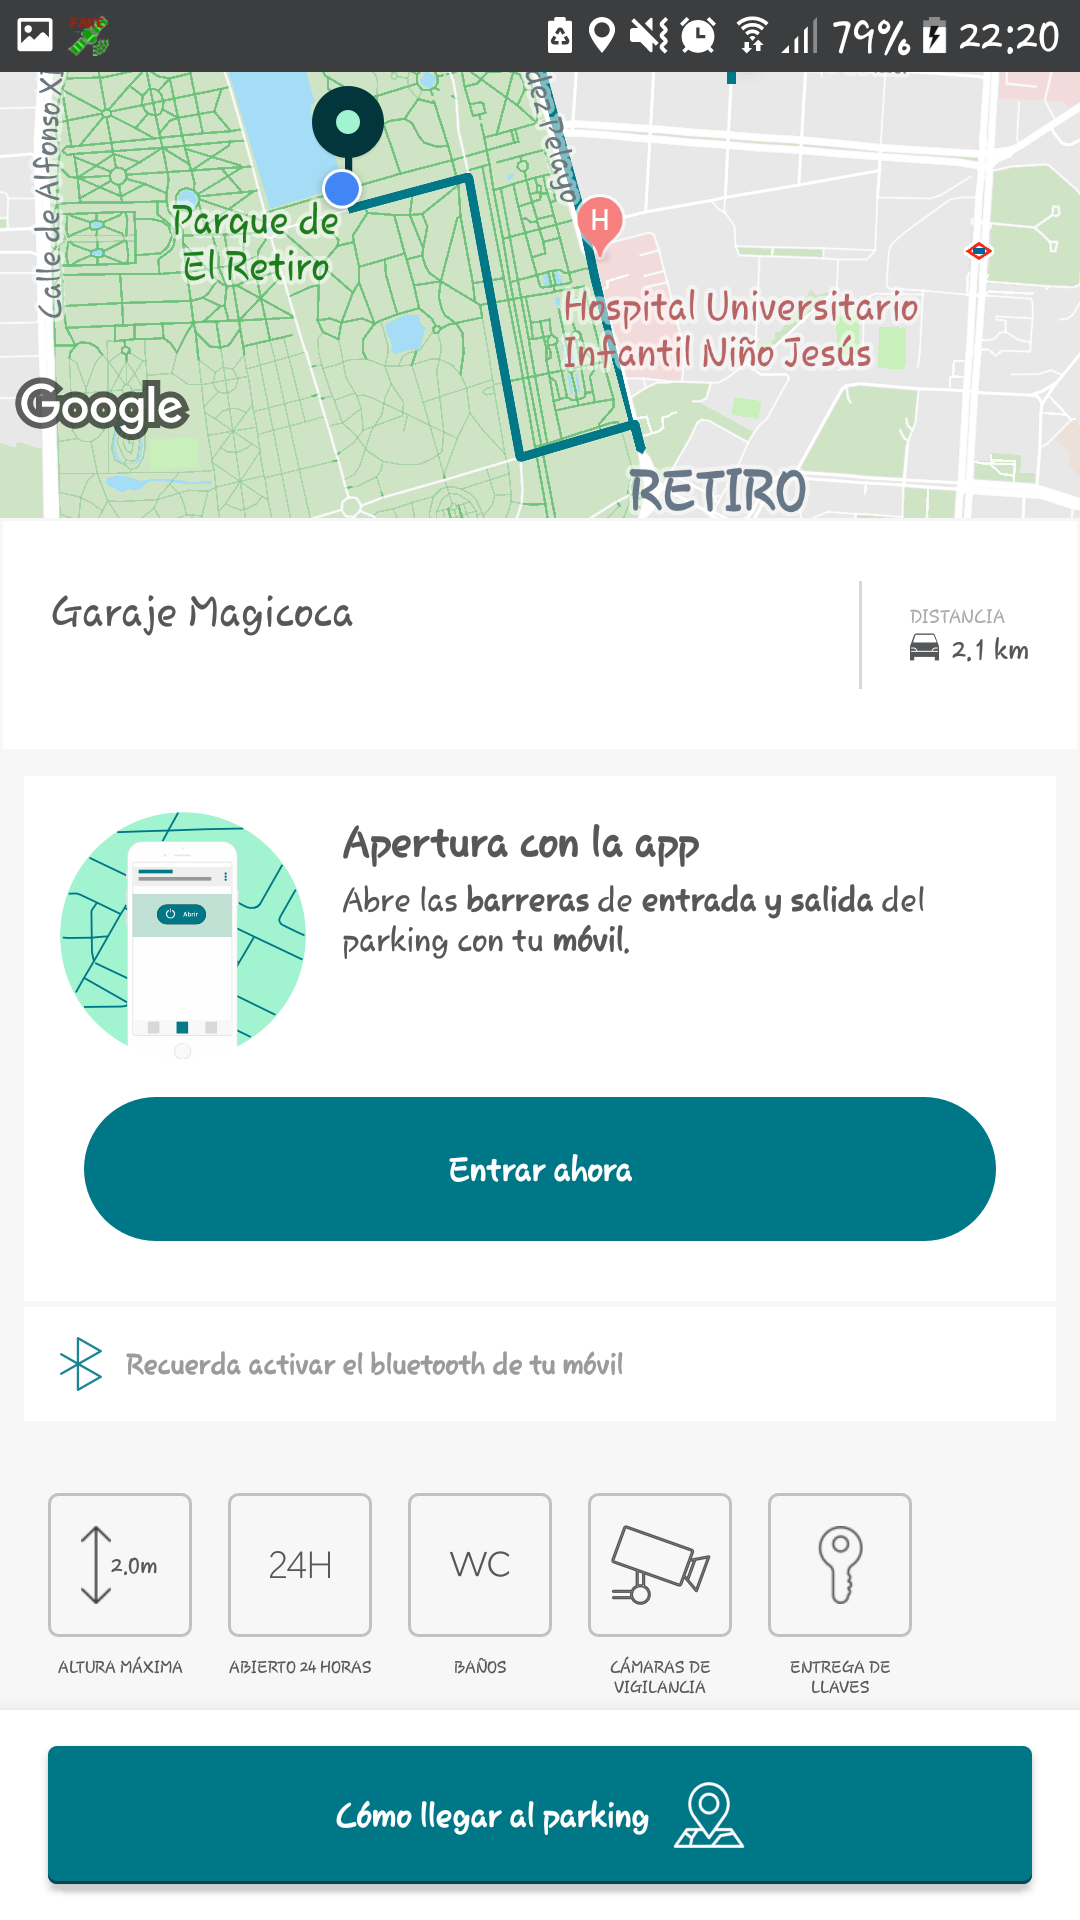 FAKE
79% 22:20
Calle de Alfonso XI
dez Pelayo
Parque de
El Retiro
H
Hospital Universitario
Infantil Niño Jesús
Google
RETIRO
Garaje Magicoca
DISTANCIA
2.1 km
Apertura con la app
Abre las barreras de entrada y salida del
parking con tu móvil.
Abrir
Entrar ahora
Recuerda activar el bluetooth de tu móvil
2.0m
24H
WC
ALTURA MÁXIMA
ABIERTO 24 HORAS
BAÑOS
CÁMARAS DE
VIGILANCIA
ENTREGA DE
LLAVES
Cómo llegar al parking